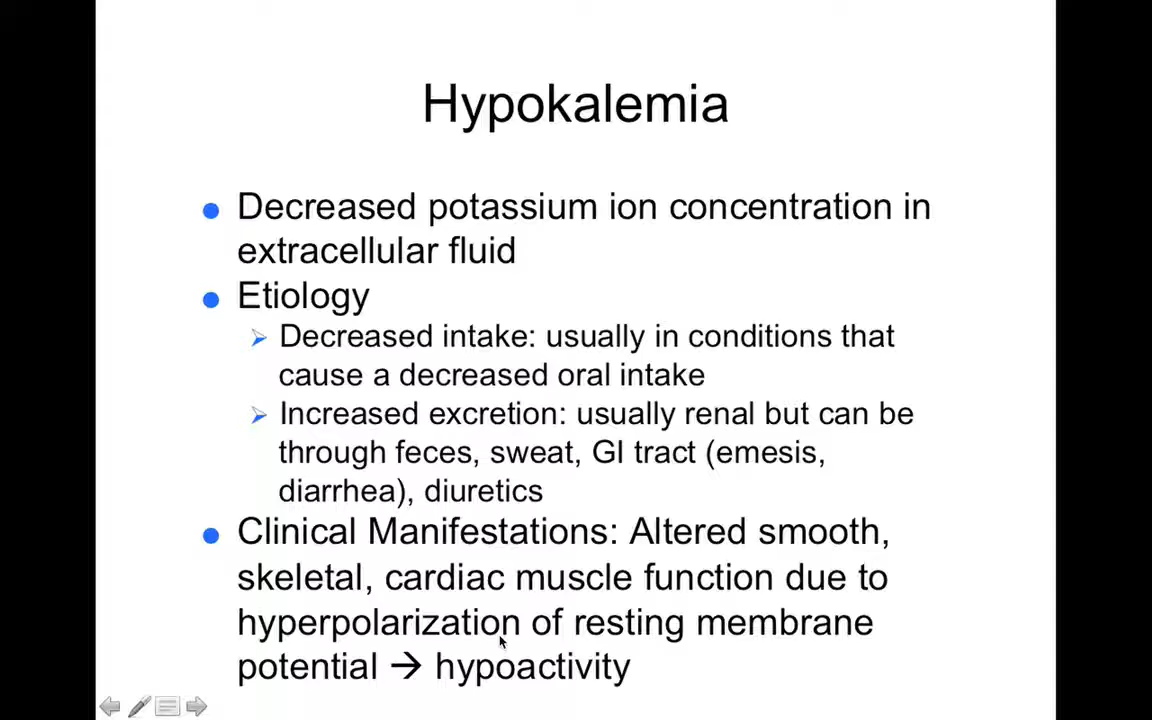 Hypokalemia
● Decreased potassium ion concentration in
extracellular fluid
● Etiology
➢ Decreased intake: usually in conditions that
cause a decreased oral intake
➢ Increased excretion: usually renal but can be
through feces, sweat, GI tract (emesis,
diarrhea), diuretics
● Clinical Manifestations: Altered smooth,
skeletal, cardiac muscle function due to
hyperpolarization of resting membrane
potential → hypoactivity